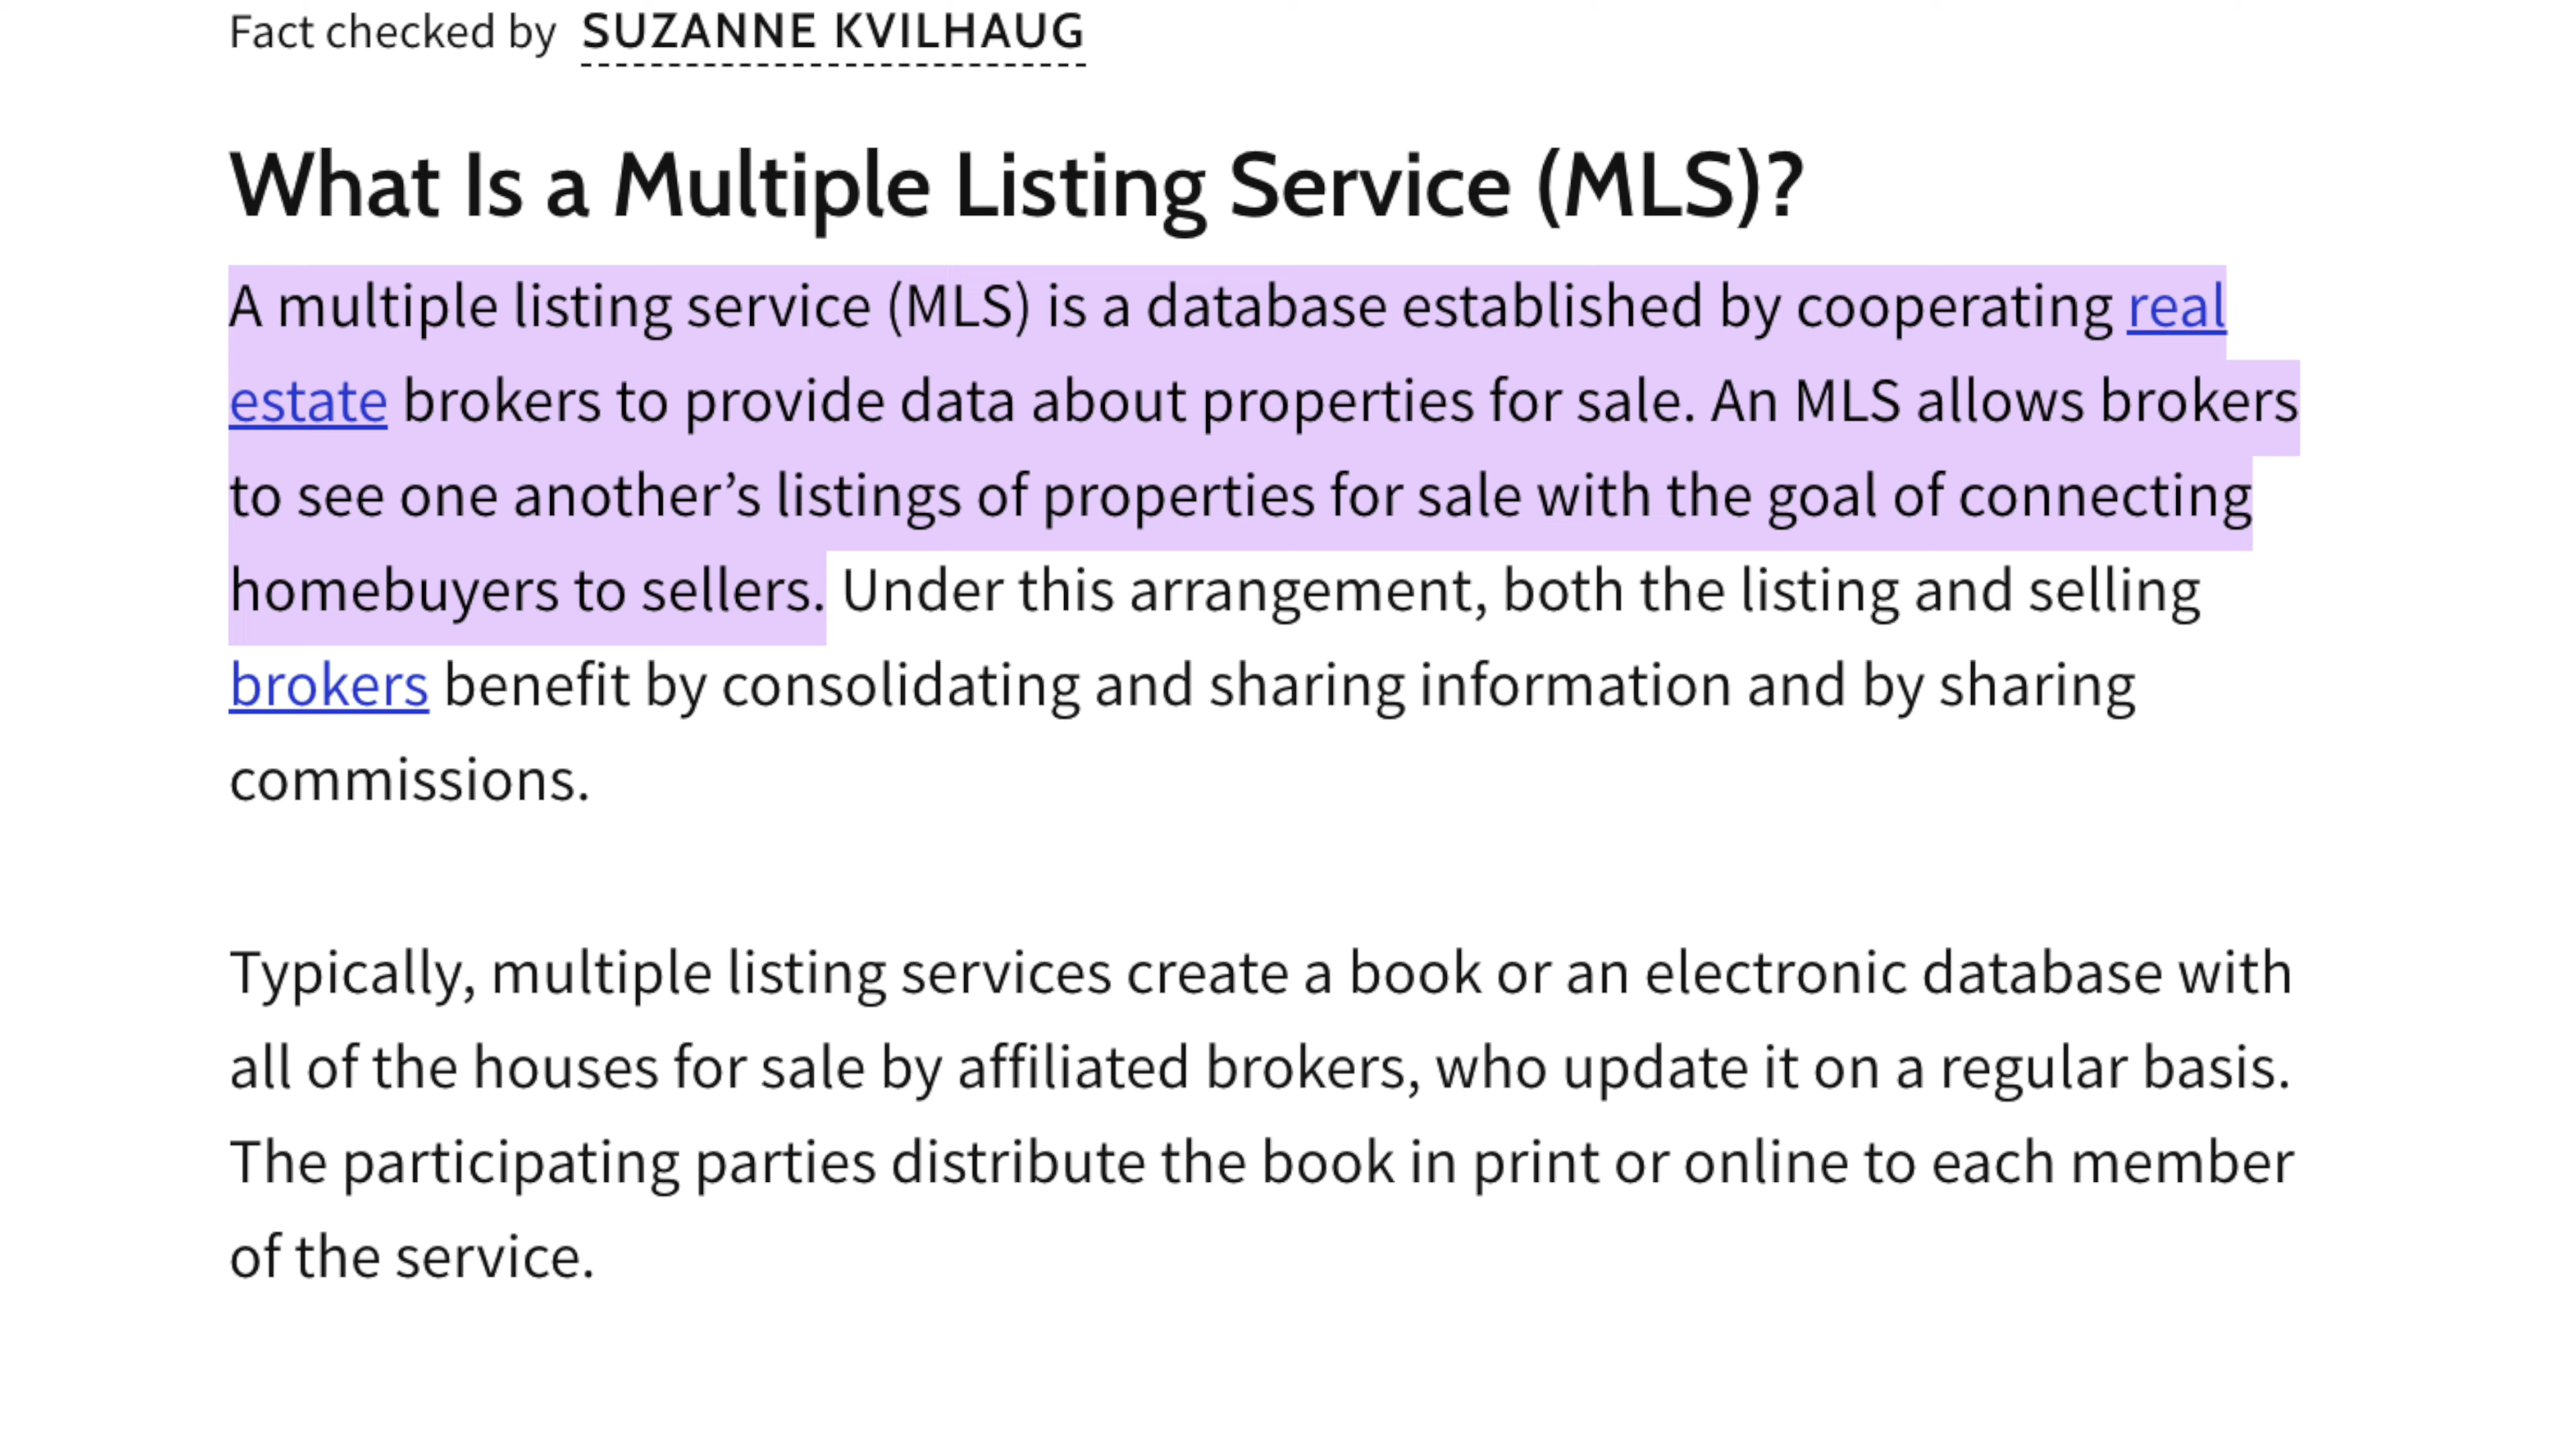 Fact checked by SUZANNE KVILHAUG
What Is a Multiple Listing Service (MLS)?
A multiple listing service (MLS) is a database established by cooperating real
estate brokers to provide data about properties for sale. An MLS allows brokers
to see one another’s listings of properties for sale with the goal of connecting
homebuyers to sellers. Under this arrangement, both the listing and selling
brokers benefit by consolidating and sharing information and by sharing
commissions.
Typically, multiple listing services create a book or an electronic database with
all of the houses for sale by affiliated brokers, who update it on a regular basis.
The participating parties distribute the book in print or online to each member
of the service.